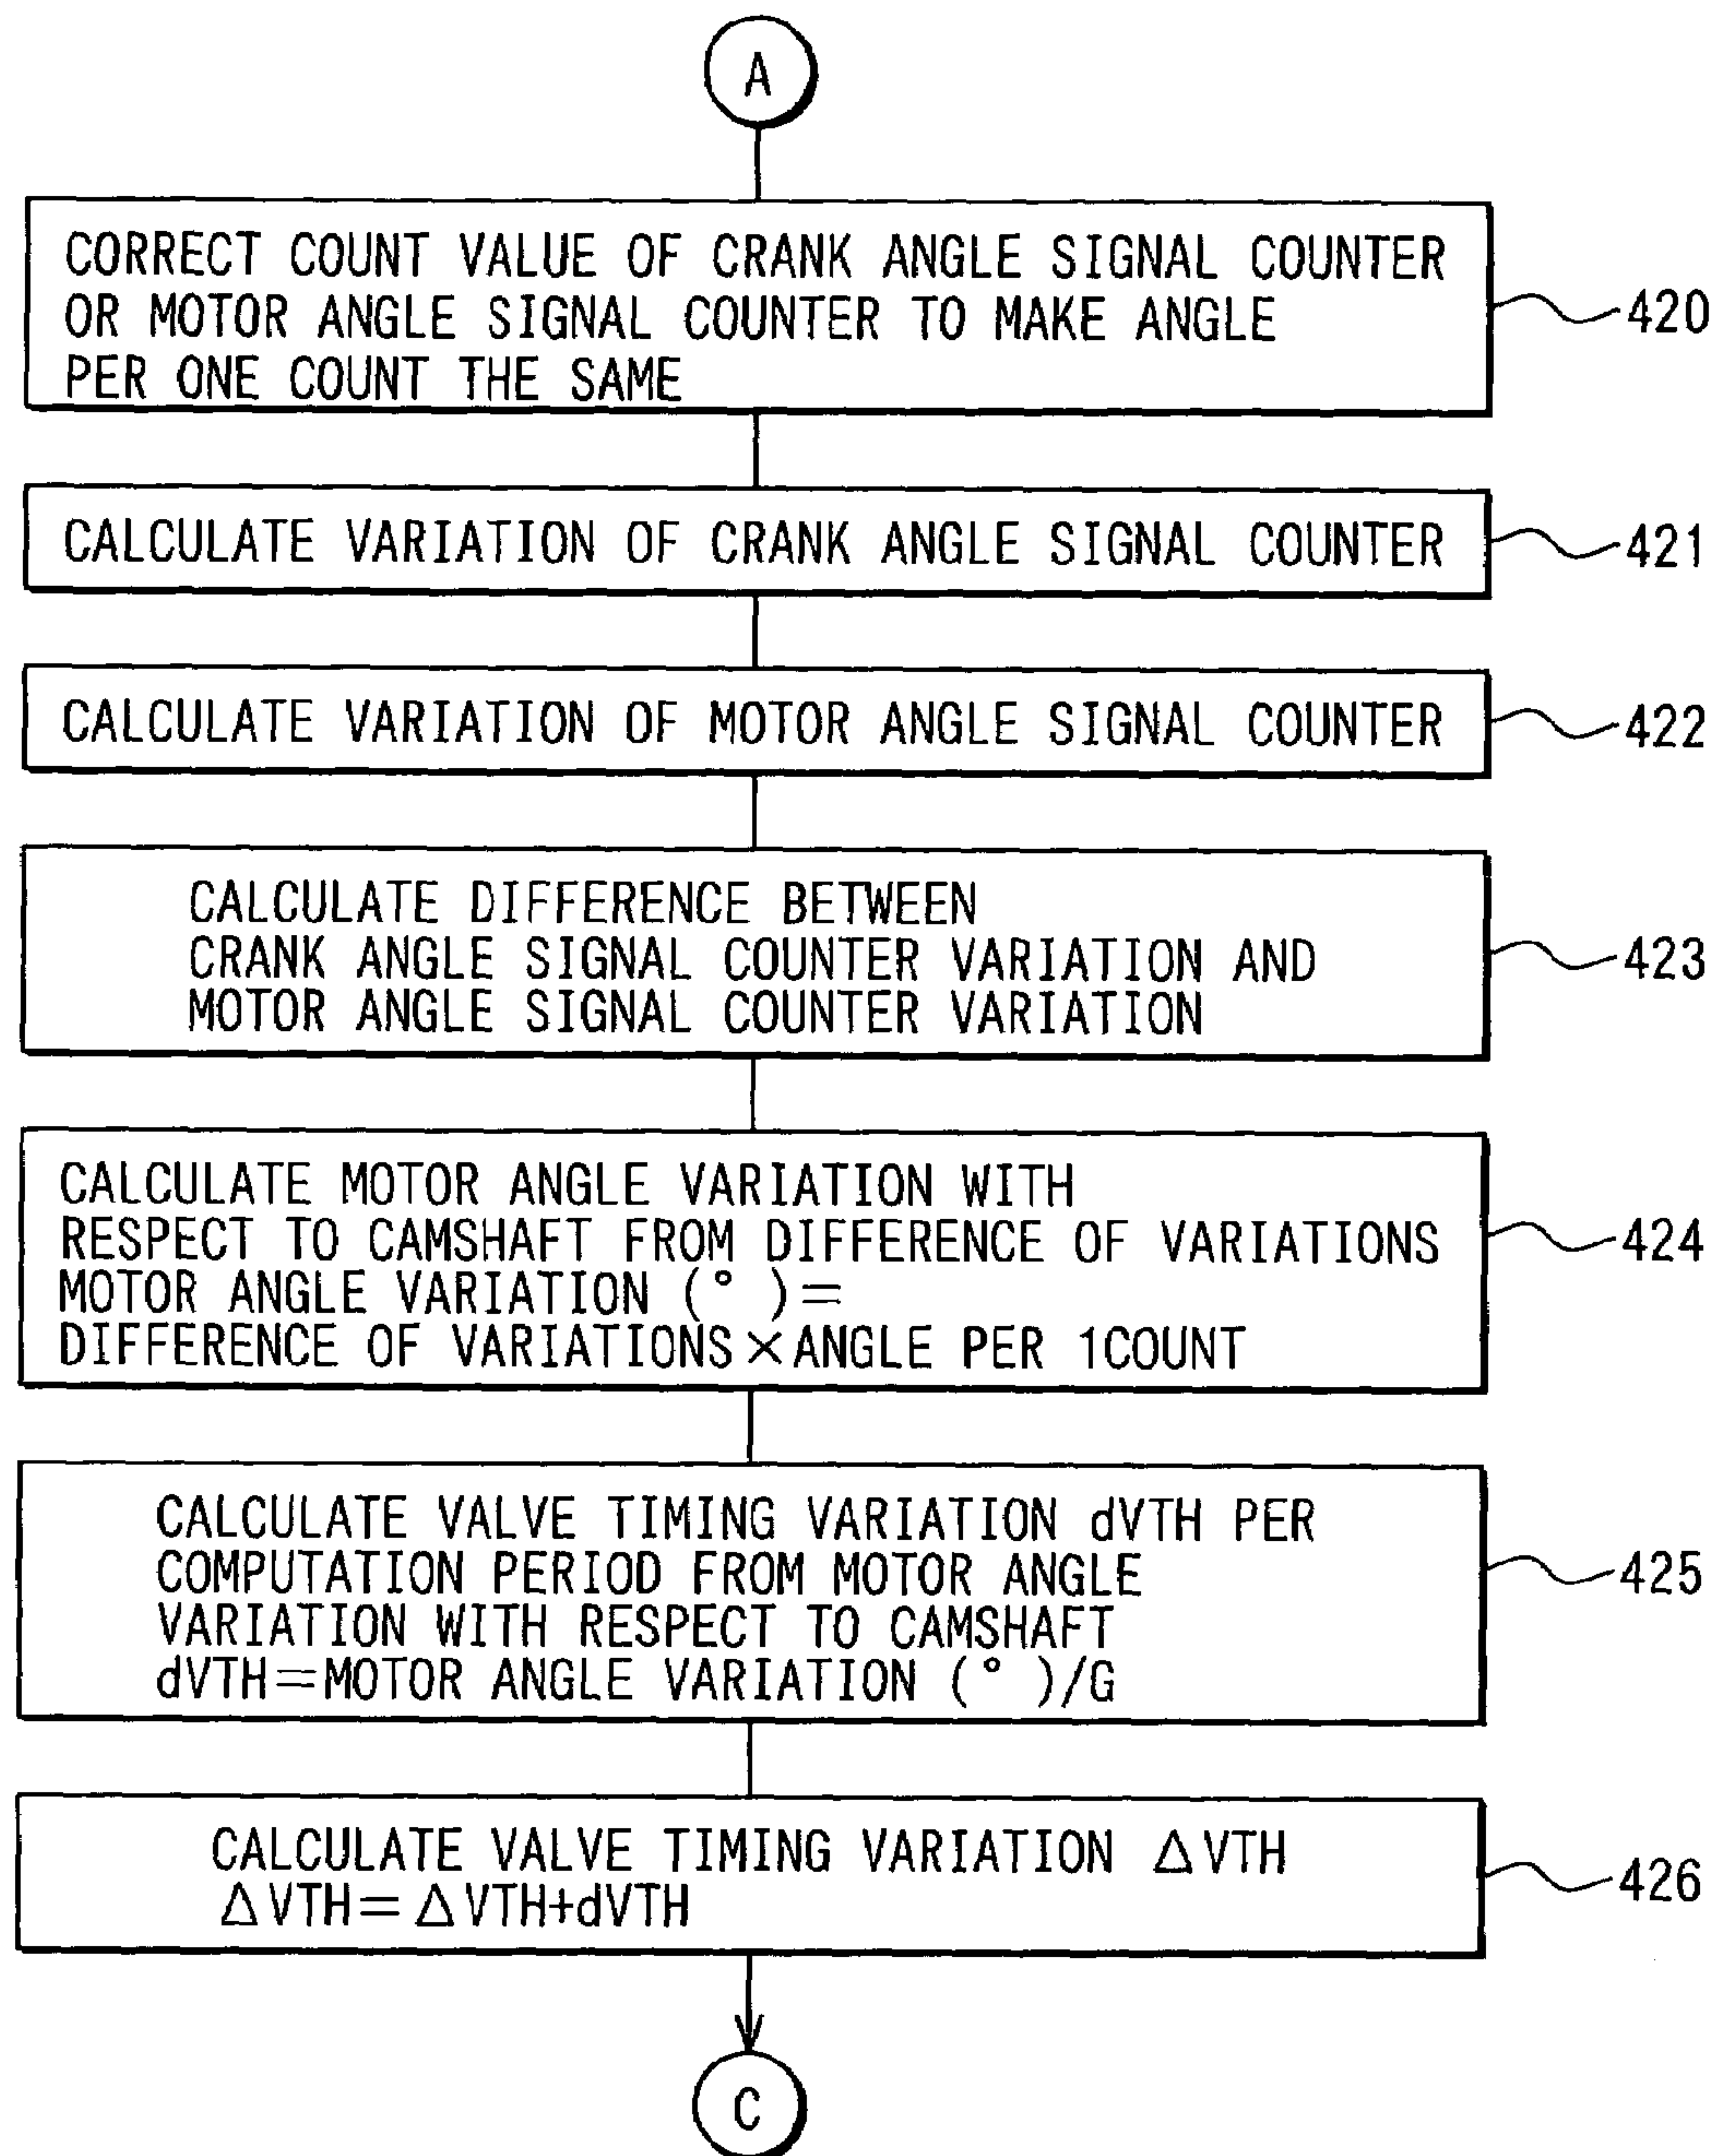 A
CORRECT COUNT VALUE OF CRANK ANGLE SIGNAL COUNTER
OR MOTOR ANGLE SIGNAL COUNTER TO MAKE ANGLE
PER ONE COUNT THE SAME
420
CALCULATE VARIATION OF CRANK ANGLE SIGNAL COUNTER
421
CALCULATE VARIATION OF MOTOR ANGLE SIGNAL COUNTER
422
CALCULATE DIFFERENCE BETWEEN
CRANK ANGLE SIGNAL COUNTER VARIATION AND
MOTOR ANGLE SIGNAL COUNTER VARIATION
423
CALCULATE MOTOR ANGLE VARIATION WITH
RESPECT TO CAMSHAFT FROM DIFFERENCE OF VARIATIONS
MOTOR ANGLE VARIATION (° )=
DIFFERENCE OF VARIATIONS×ANGLE PER 1COUNT
424
CALCULATE VALVE TIMING VARIATION dVTH PER
COMPUTATION PERIOD FROM MOTOR ANGLE
VARIATION WITH RESPECT TO CAMSHAFT
dVTH=MOTOR ANGLE VARIATION (° )/G
425
CALCULATE VALVE TIMING VARIATION ΔVTH
ΔVTH=ΔVTH+dVTH
426
C